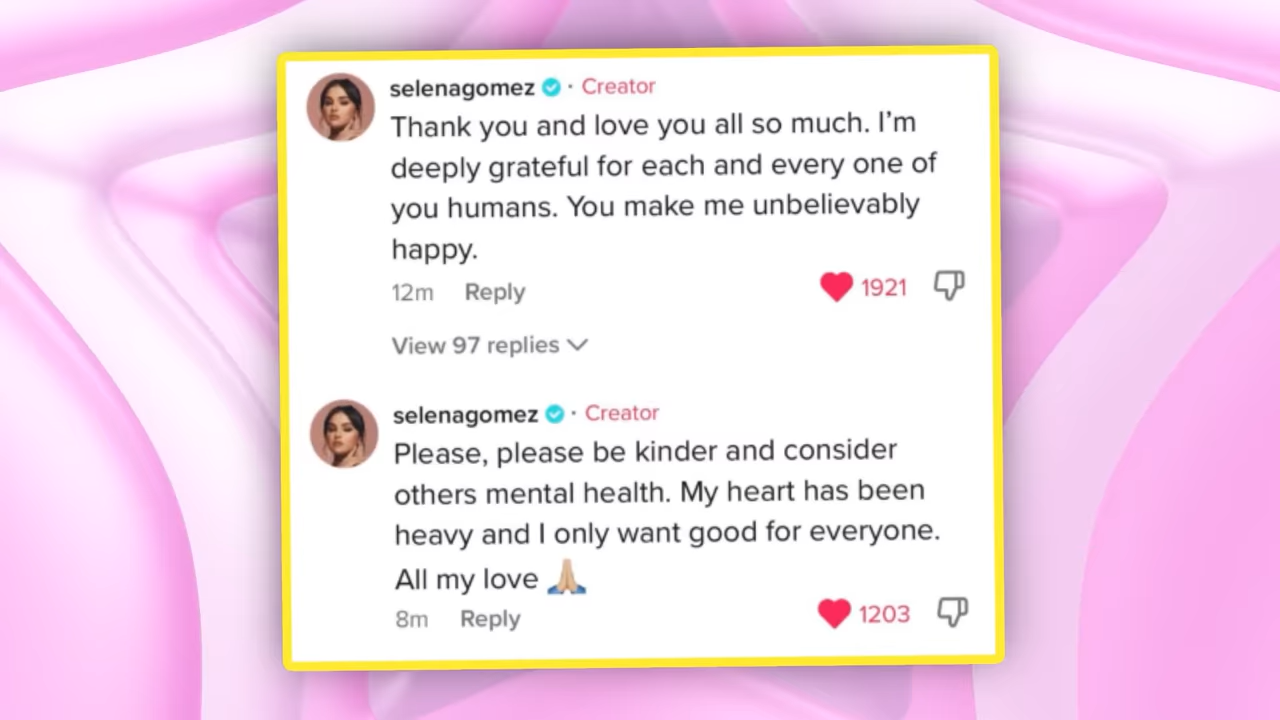 selenagomez · Creator
Thank you and love you all so much. I’m
deeply grateful for each and every one of
you humans. You make me unbelievably
happy.
12m Reply 1921
View 97 replies
selenagomez · Creator
Please, please be kinder and consider
others mental health. My heart has been
heavy and I only want good for everyone.
All my love 🙏🏼
8m Reply 1203